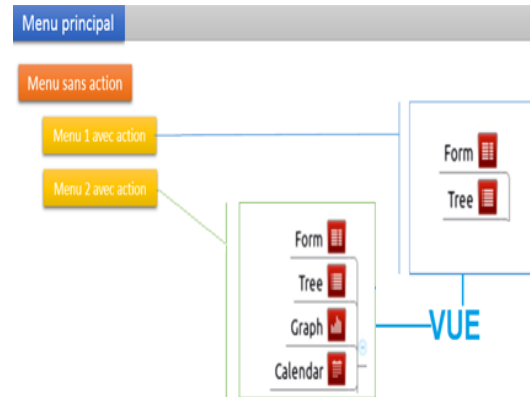 Menu principal
Menu sans action
Menu 1 avec action
Menu 2 avec action
Form
Tree
Form
Tree
Graph
Calendar
VUE